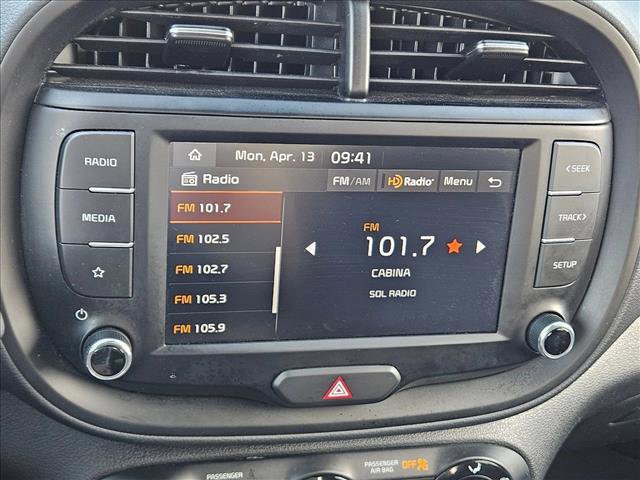 Mon, Apr. 13 09:41
Radio FM/AM HD Radio Menu
FM 101.7
FM 102.5
FM 102.7
FM 105.3
FM 105.9
FM
101.7
CABINA
SOL RADIO
RADIO
MEDIA
< SEEK
TRACK >
SETUP
PASSENGER
PASSENGER
AIR BAG OFF